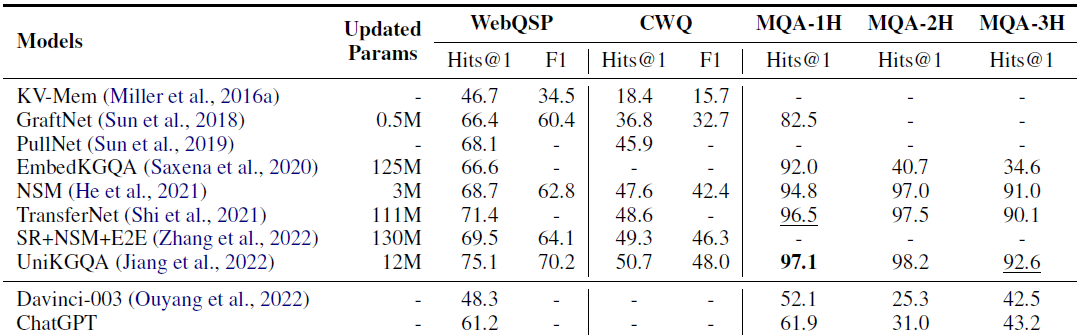 Models Updated Params WebQSP CWQ MQA-1H MQA-2H MQA-3H
Hits@1 F1 Hits@1 F1 Hits@1 Hits@1 Hits@1
KV-Mem (Miller et al., 2016a) - 46.7 34.5 18.4 15.7 - - -
GraftNet (Sun et al., 2018) 0.5M 66.4 60.4 36.8 32.7 82.5 - -
PullNet (Sun et al., 2019) - 68.1 - 45.9 - - - -
EmbedKGQA (Saxena et al., 2020) 125M 66.6 - - - 92.0 40.7 34.6
NSM (He et al., 2021) 3M 68.7 62.8 47.6 42.4 94.8 97.0 91.0
TransferNet (Shi et al., 2021) 111M 71.4 - 48.6 - 96.5 97.5 90.1
SR+NSM+E2E (Zhang et al., 2022) 130M 69.5 64.1 49.3 46.3 - - -
UniKGQA (Jiang et al., 2022) 12M 75.1 70.2 50.7 48.0 97.1 98.2 92.6
Davinci-003 (Ouyang et al., 2022) - 48.3 - - - 52.1 25.3 42.5
ChatGPT - 61.2 - - - 61.9 31.0 43.2